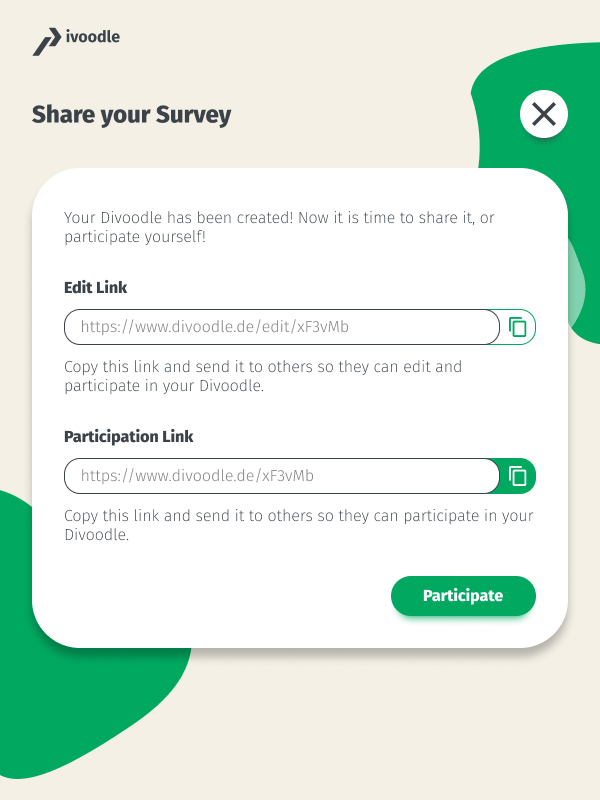 ivoodle
Share your Survey
Your Divoodle has been created! Now it is time to share it, or
participate yourself!
Edit Link
https://www.divoodle.de/edit/xF3vMb
Copy this link and send it to others so they can edit and
participate in your Divoodle.
Participation Link
https://www.divoodle.de/xF3vMb
Copy this link and send it to others so they can participate in your
Divoodle.
Participate